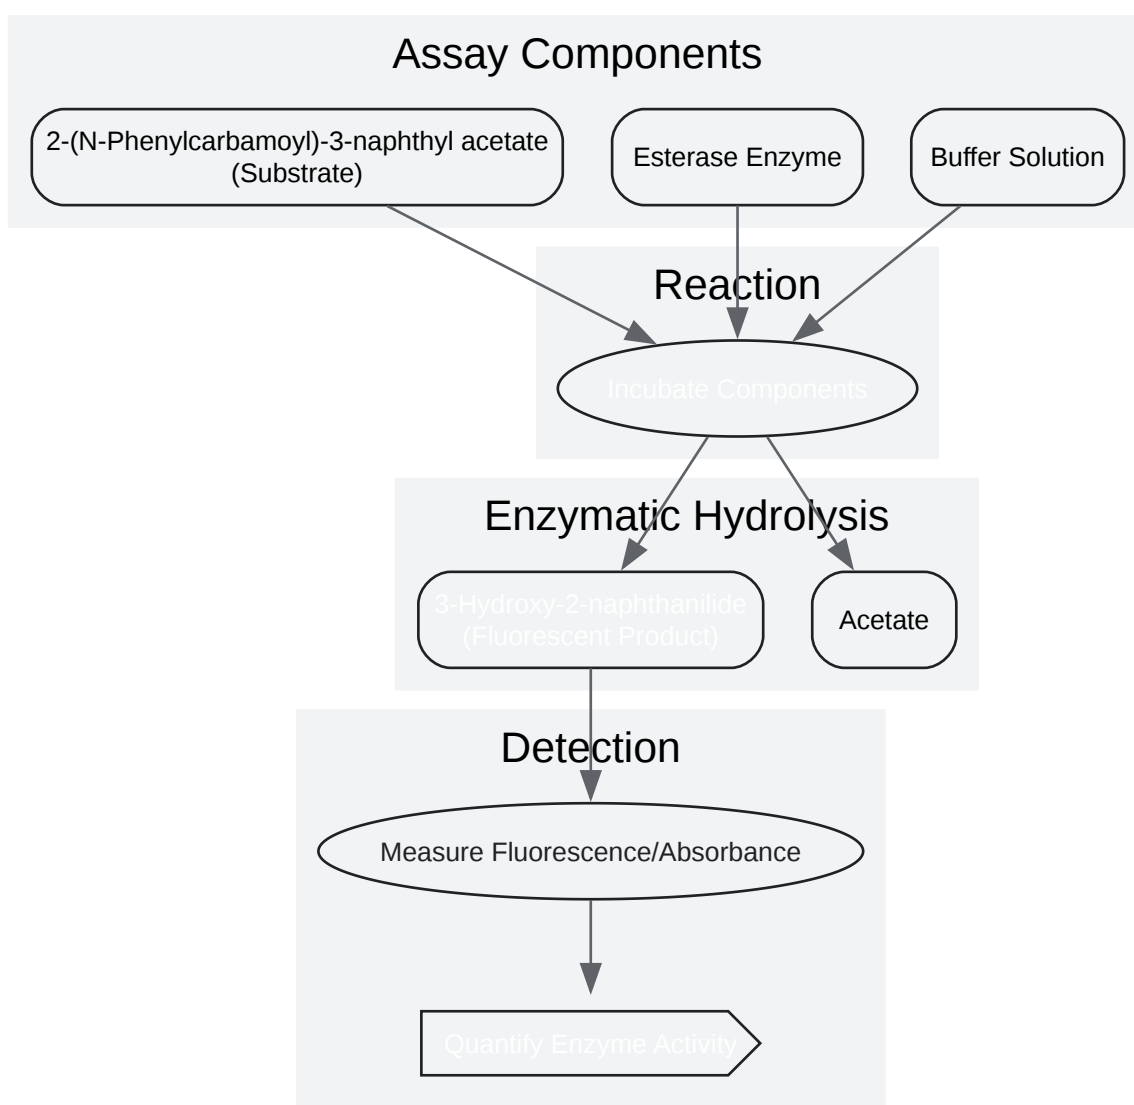 Assay Components
2-(N-Phenylcarbamoyl)-3-naphthyl acetate
(Substrate)
Esterase Enzyme
Buffer Solution
Reaction
Incubate Components
Enzymatic Hydrolysis
3-Hydroxy-2-naphthanilide
(Fluorescent Product)
Acetate
Detection
Measure Fluorescence/Absorbance
Quantify Enzyme Activity